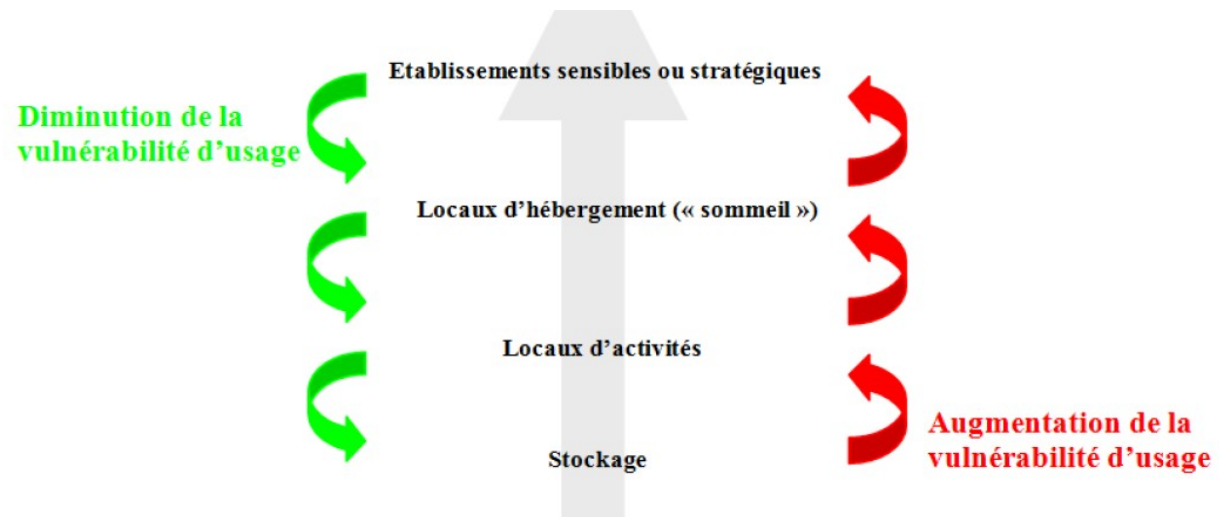 Etablissements sensibles ou stratégiques
Diminution de la
vulnérabilité d’usage
Locaux d’hébergement (« sommeil »)
Locaux d’activités
Augmentation de la
vulnérabilité d’usage
Stockage